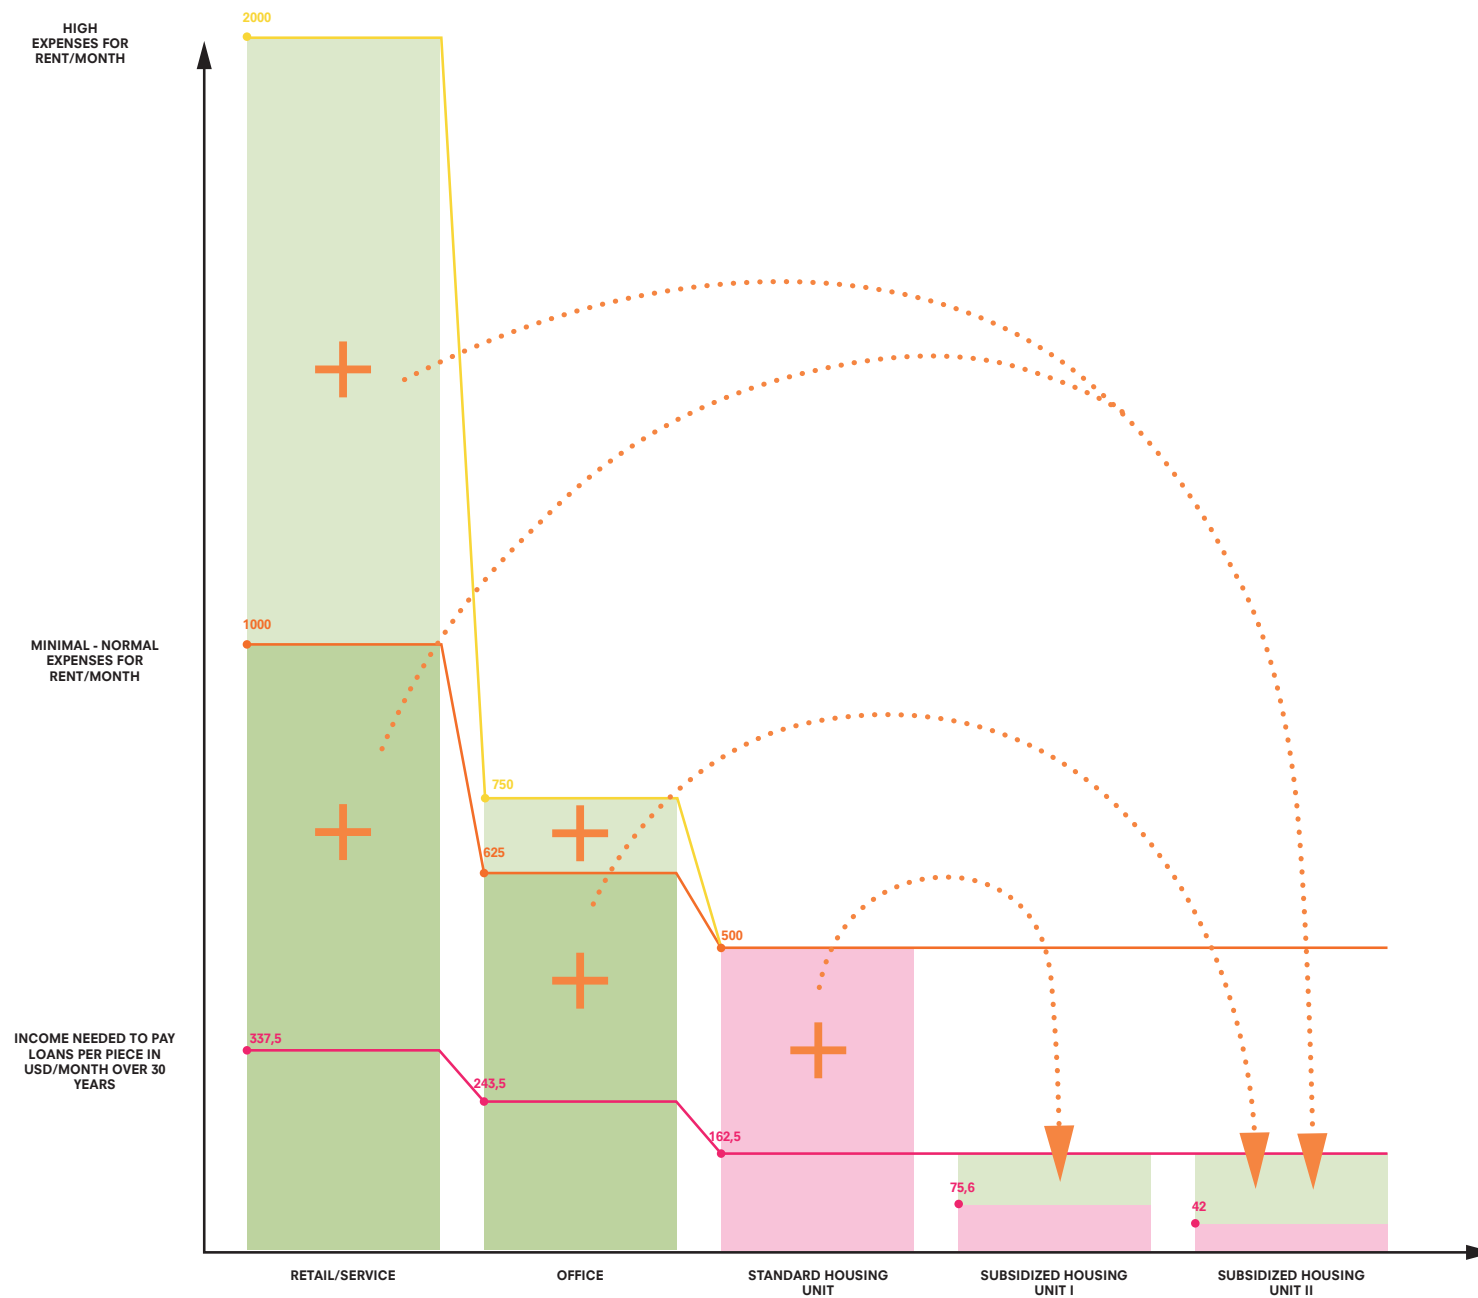 HIGH
EXPENSES FOR
RENT/MONTH
2000
1000
MINIMAL - NORMAL
EXPENSES FOR
RENT/MONTH
750
625
500
INCOME NEEDED TO PAY
LOANS PER PIECE IN
USD/MONTH OVER 30
YEARS
337,5
243,5
162,5
75,6
42
RETAIL/SERVICE
OFFICE
STANDARD HOUSING
UNIT
SUBSIDIZED HOUSING
UNIT I
SUBSIDIZED HOUSING
UNIT II